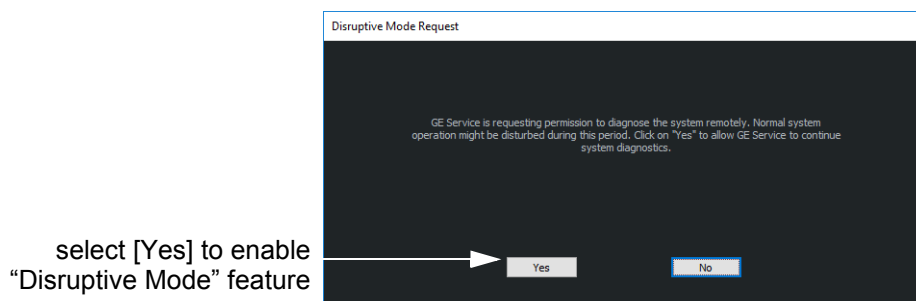 Disruptive Mode Request
GE Service is requesting permission to diagnose the system remotely. Normal system
operation might be disturbed during this period. Click on "Yes" to allow GE Service to continue
system diagnostics.
select [Yes] to enable
“Disruptive Mode” feature
Yes
No